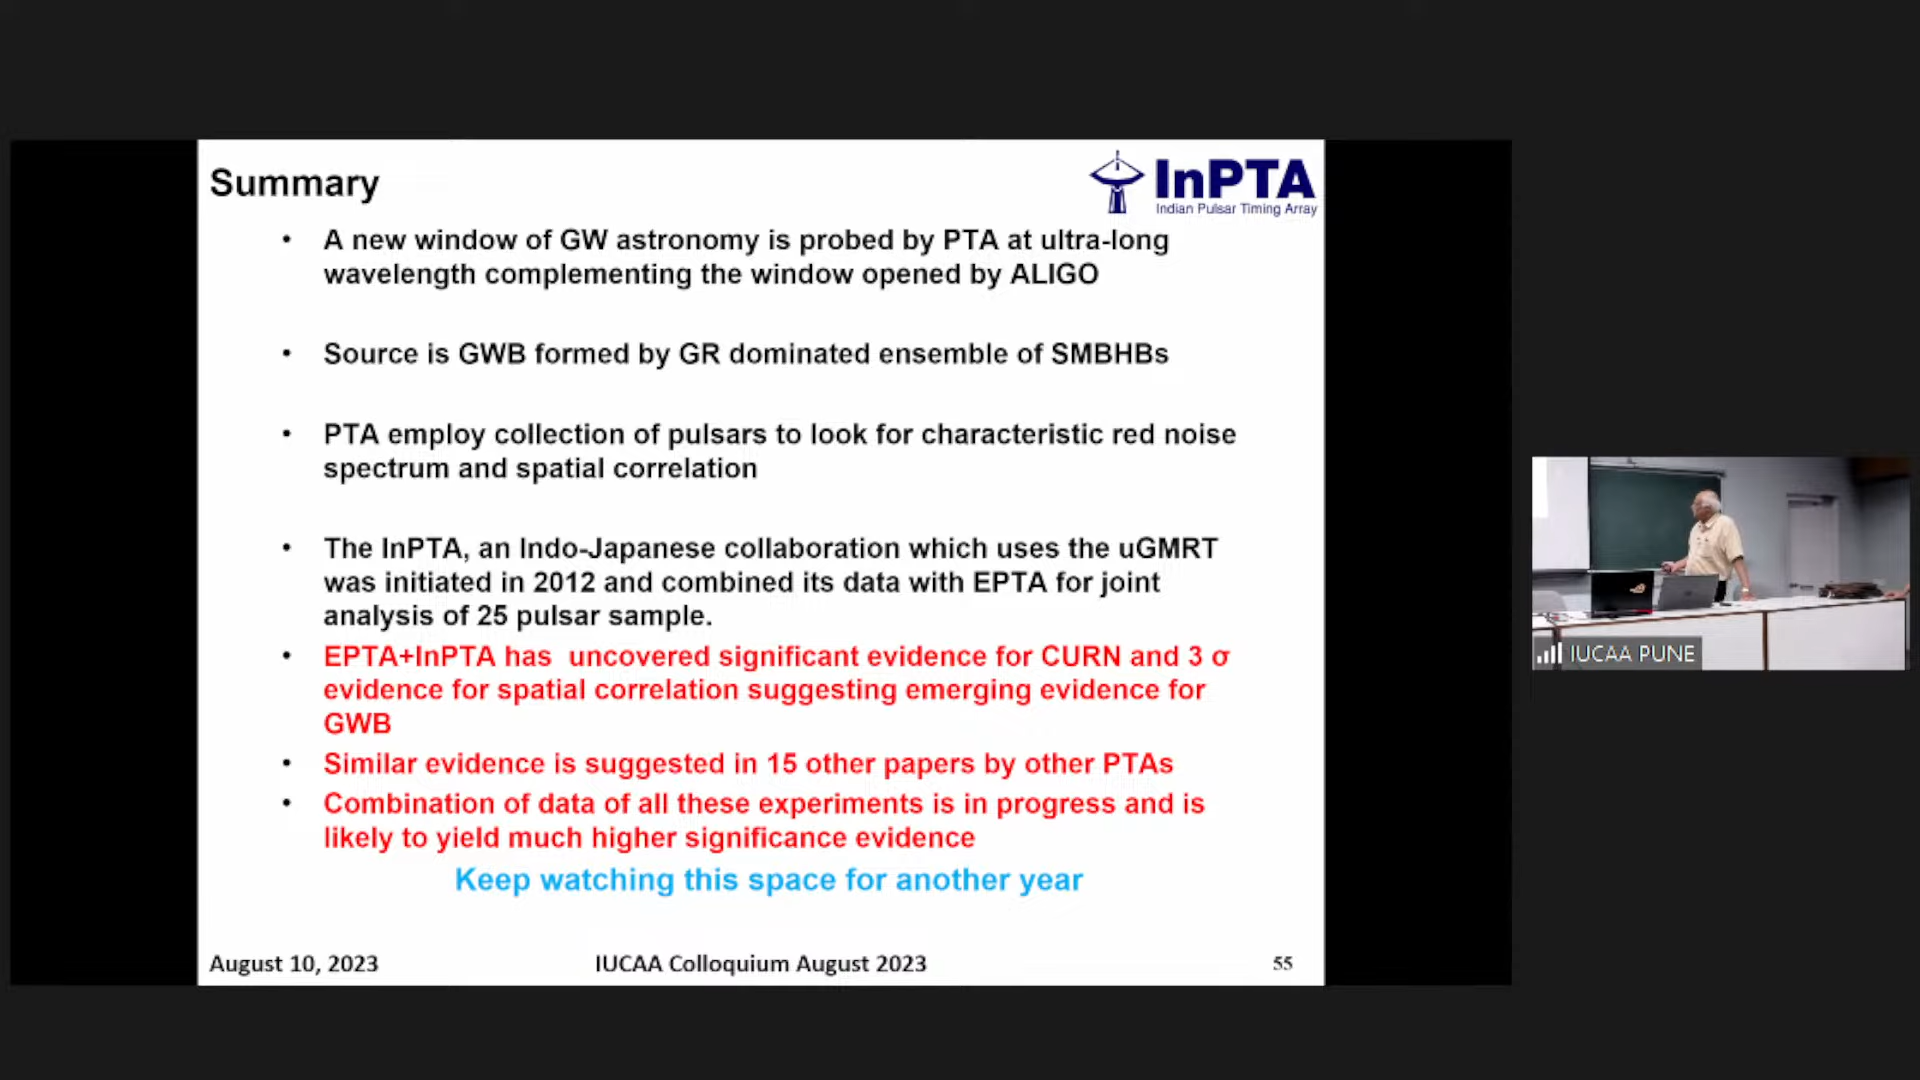 Summary
InPTA
Indian Pulsar Timing Array
• A new window of GW astronomy is probed by PTA at ultra-long
wavelength complementing the window opened by ALIGO
• Source is GWB formed by GR dominated ensemble of SMBHBs
• PTA employ collection of pulsars to look for characteristic red noise
spectrum and spatial correlation
• The InPTA, an Indo-Japanese collaboration which uses the uGMRT
was initiated in 2012 and combined its data with EPTA for joint
analysis of 25 pulsar sample.
• EPTA+InPTA has uncovered significant evidence for CURN and 3 σ
evidence for spatial correlation suggesting emerging evidence for
GWB
• Similar evidence is suggested in 15 other papers by other PTAs
• Combination of data of all these experiments is in progress and is
likely to yield much higher significance evidence
Keep watching this space for another year
August 10, 2023
IUCAA Colloquium August 2023
55
IUCAA PUNE